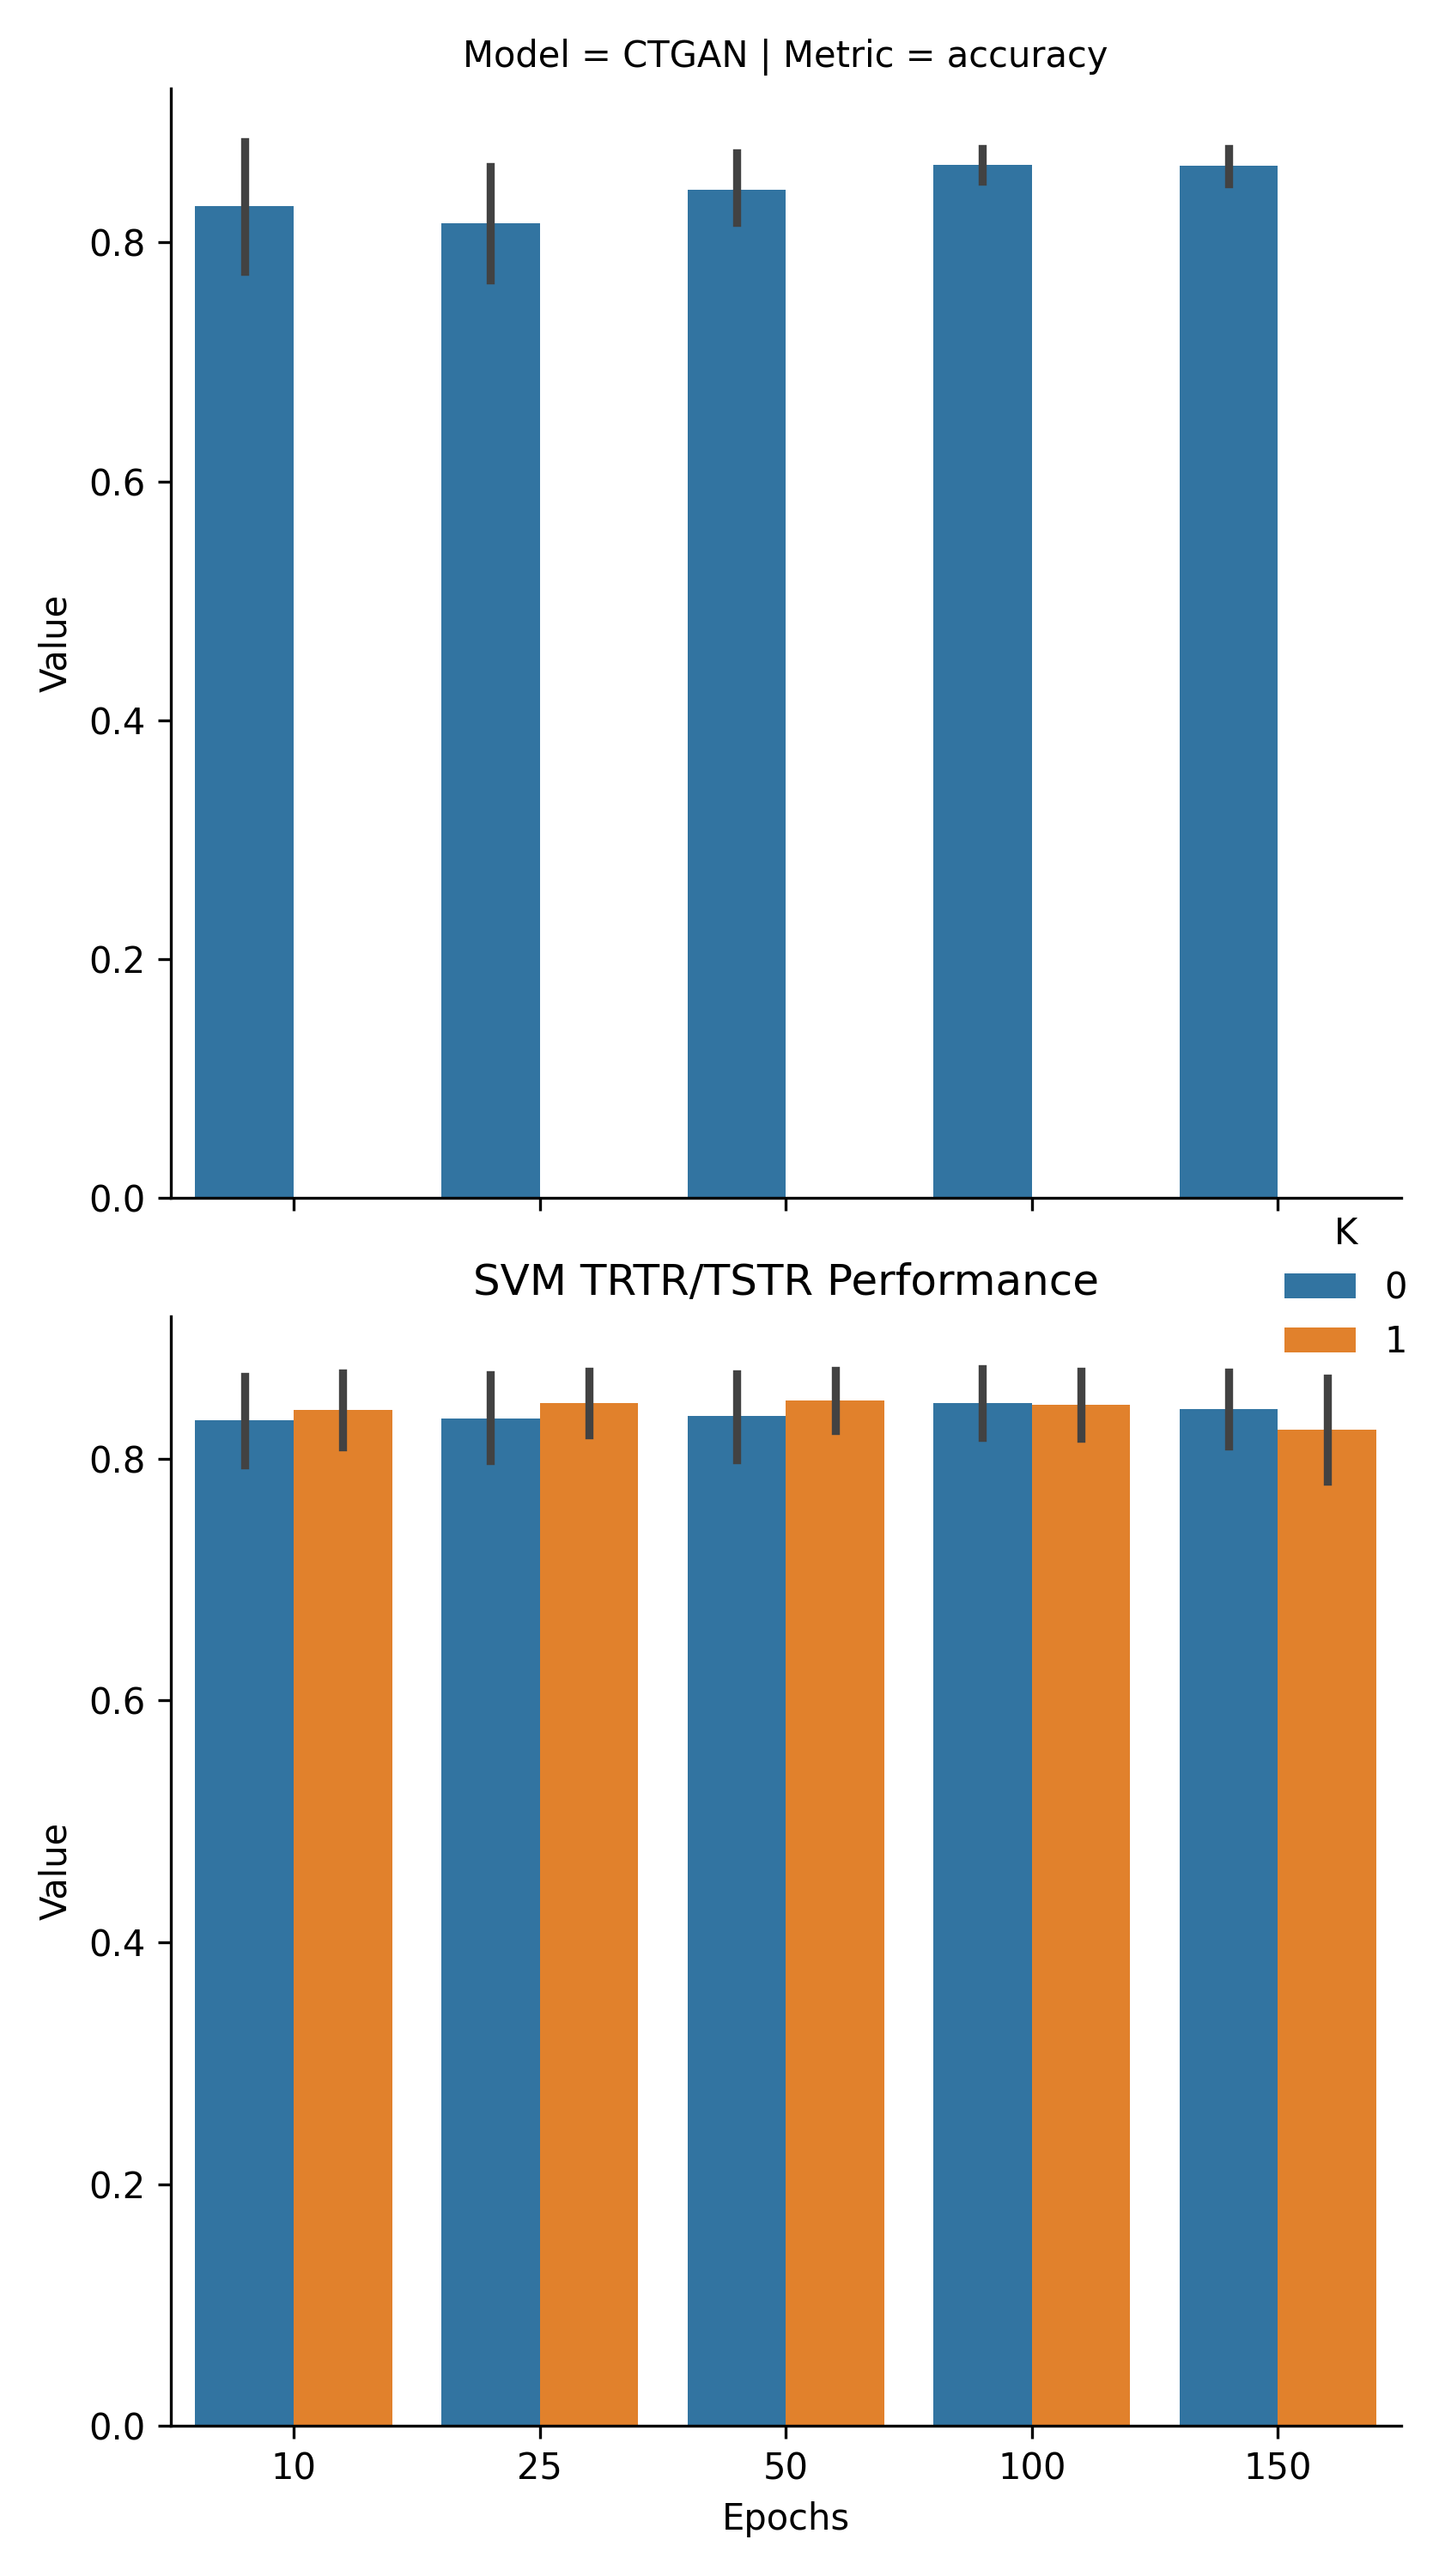 Model = CTGAN | Metric = accuracy
0.8
0.6
0.4
0.2
0.0
Value
K
0
1
SVM TRTR/TSTR Performance
0.8
0.6
0.4
0.2
0.0
Value
10 25 50 100 150
Epochs